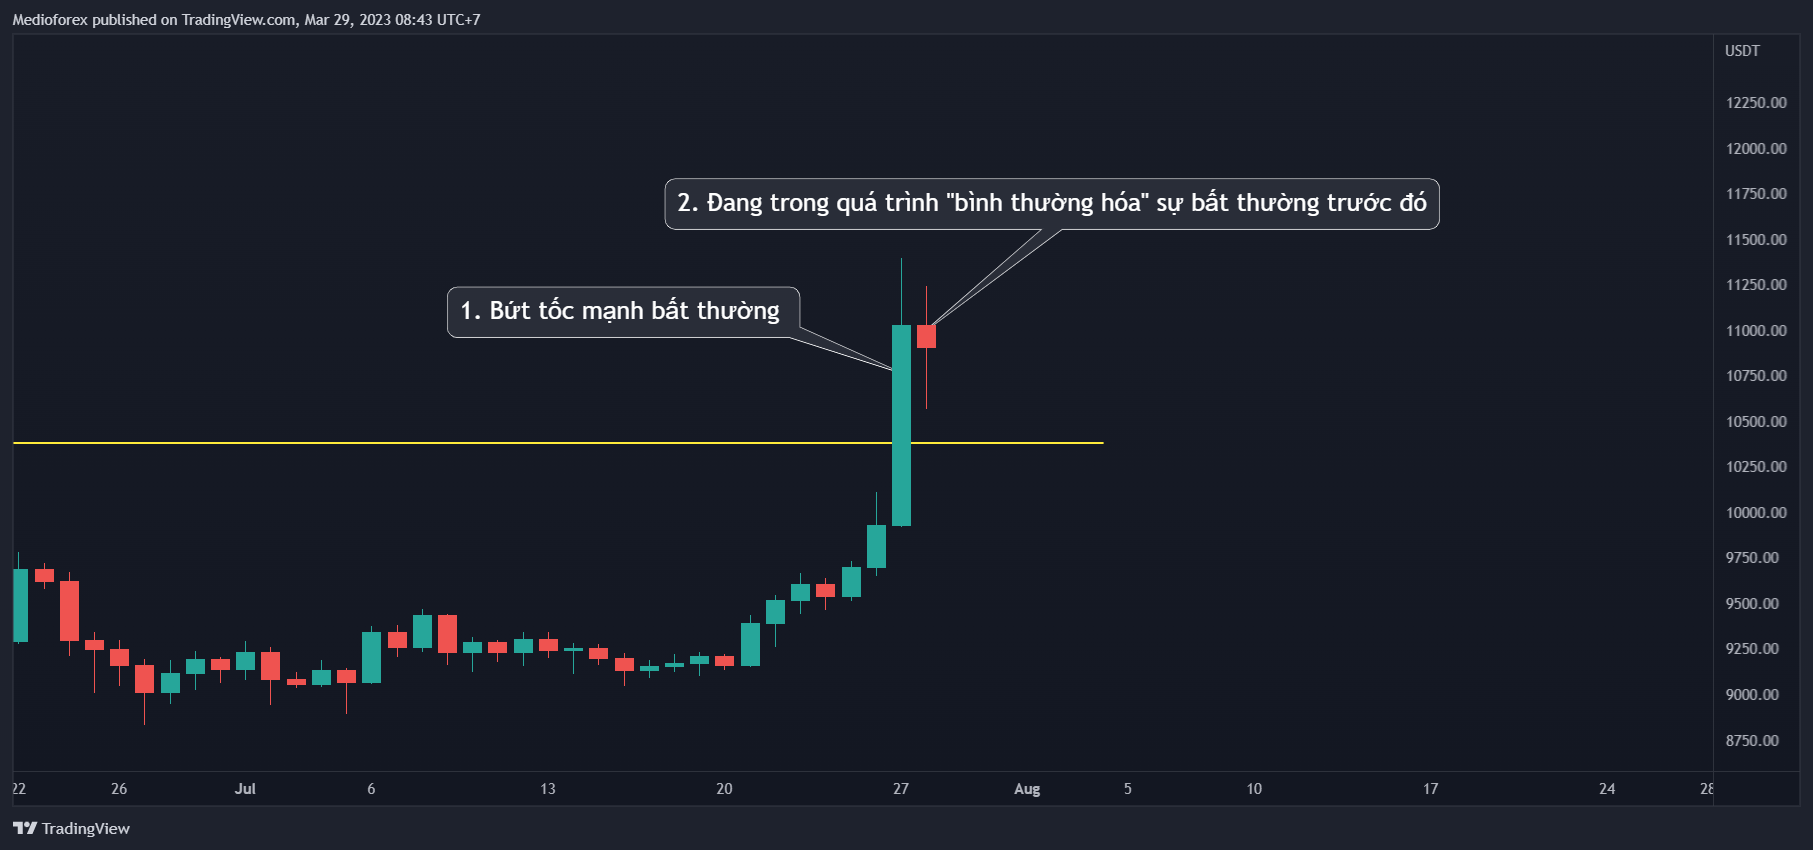 Medioforex published on TradingView.com, Mar 29, 2023 08:43 UTC+7
USDT
12250.00
12000.00
2. Đang trong quá trình "bình thường hóa" sự bất thường trước đó
11750.00
11500.00
11250.00
1. Bứt tốc mạnh bất thường
11000.00
10750.00
10500.00
10250.00
10000.00
9750.00
9500.00
9250.00
9000.00
8750.00
22 26 Jul 6 13 20 27 Aug 5 10 17 24 28
TradingView